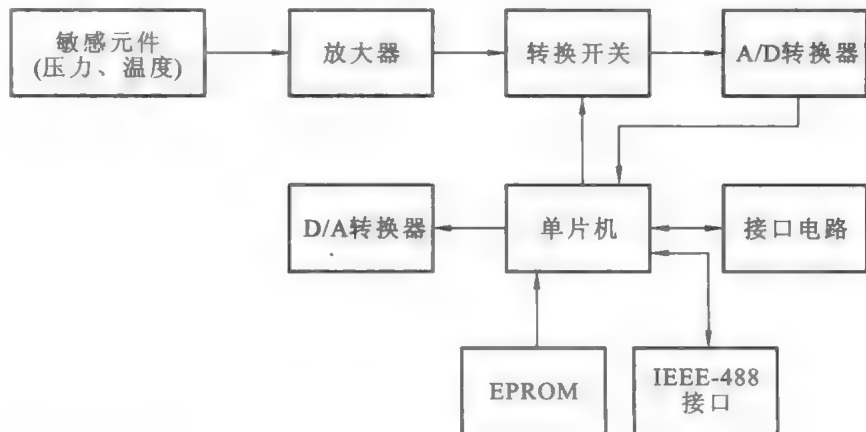 敏感元件
(压力、温度)
放大器
转换开关
A/D转换器
D/A转换器
单片机
接口电路
EPROM
IEEE-488
接口